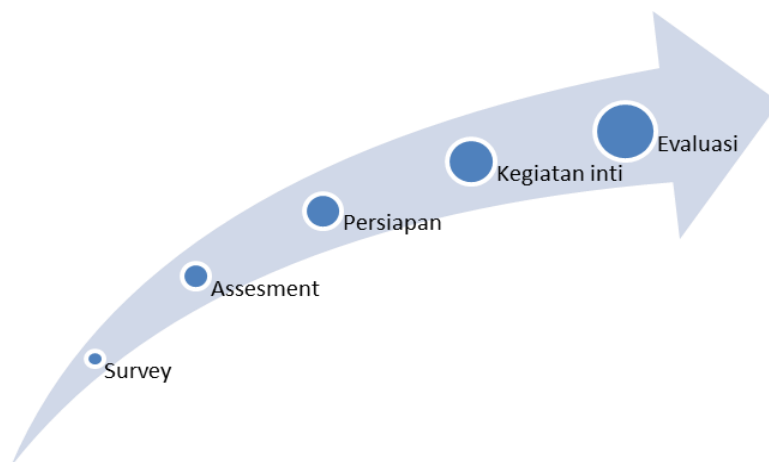 Survey
Assesment
Persiapan
Kegiatan inti
Evaluasi